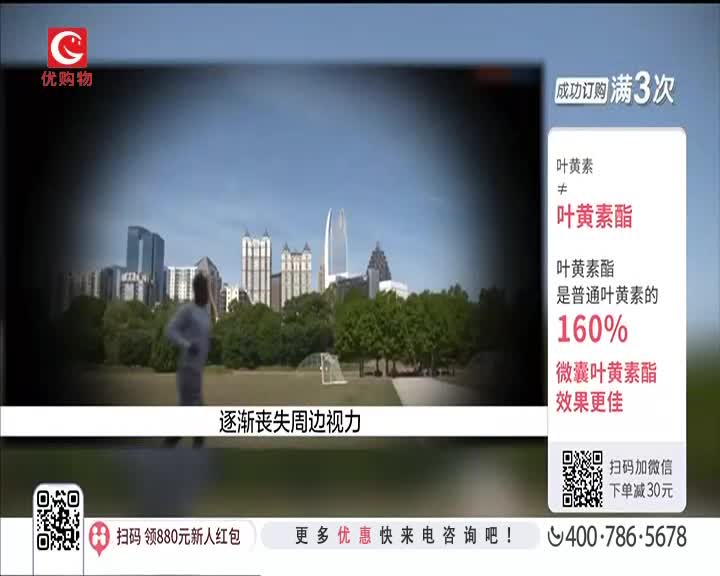 优购物
成功订购 满3次
叶黄素
≠
叶黄素酯
叶黄素酯
是普通叶黄素的
160%
微囊叶黄素酯
效果更佳
扫码加微信
下单减30元
逐渐丧失周边视力
扫码 领880元新人红包
更多优惠快来电咨询吧！
400-786-5678